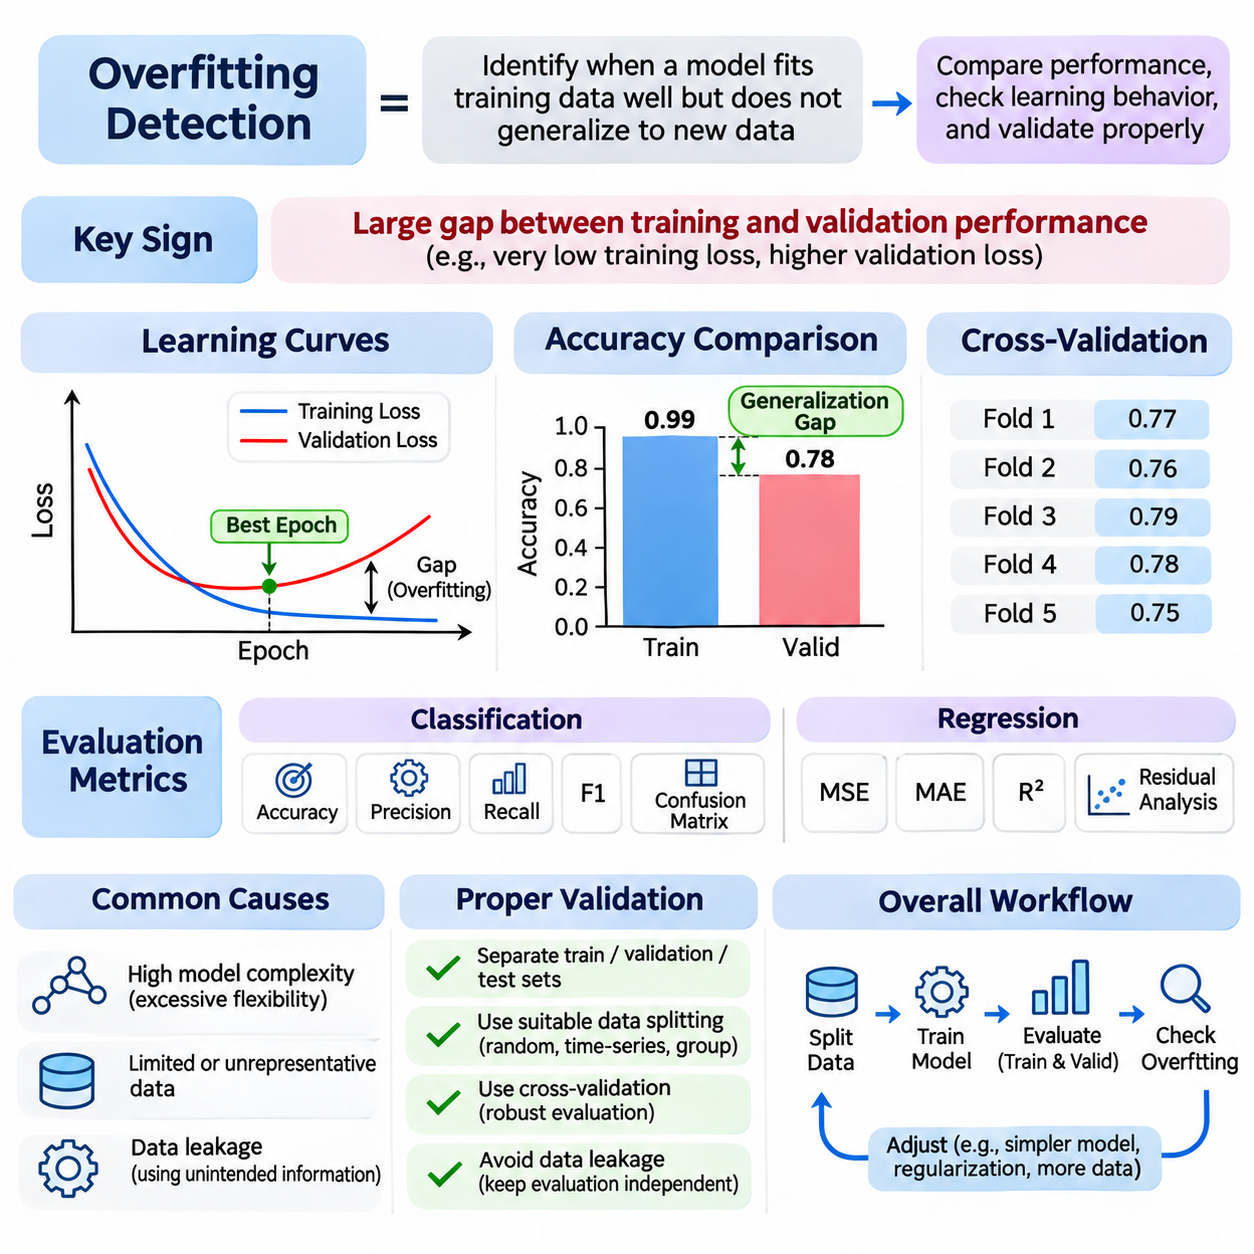 Overfitting
Detection
=
Identify when a model fits
training data well but does not
generalize to new data
Compare performance,
check learning behavior,
and validate properly
Key Sign
Large gap between training and validation performance
(e.g., very low training loss, higher validation loss)
Learning Curves
Training Loss
Validation Loss
Loss
Best Epoch
Gap
(Overfitting)
Epoch
Accuracy Comparison
Generalization
Gap
0.99
0.78
Accuracy
1.0
0.8
0.6
0.4
0.2
0.0
Train
Valid
Cross-Validation
Fold 1 0.77
Fold 2 0.76
Fold 3 0.79
Fold 4 0.78
Fold 5 0.75
Evaluation
Metrics
Classification
Accuracy
Precision
Recall
F1
Confusion
Matrix
Regression
MSE
MAE
R²
Residual
Analysis
Common Causes
High model complexity
(excessive flexibility)
Limited or unrepresentative
data
Data leakage
(using unintended information)
Proper Validation
Separate train / validation /
test sets
Use suitable data splitting
(random, time-series, group)
Use cross-validation
(robust evaluation)
Avoid data leakage
(keep evaluation independent)
Overall Workflow
Split
Data
Train
Model
Evaluate
(Train & Valid)
Check
Overftting
Adjust (e.g., simpler model,
regularization, more data)